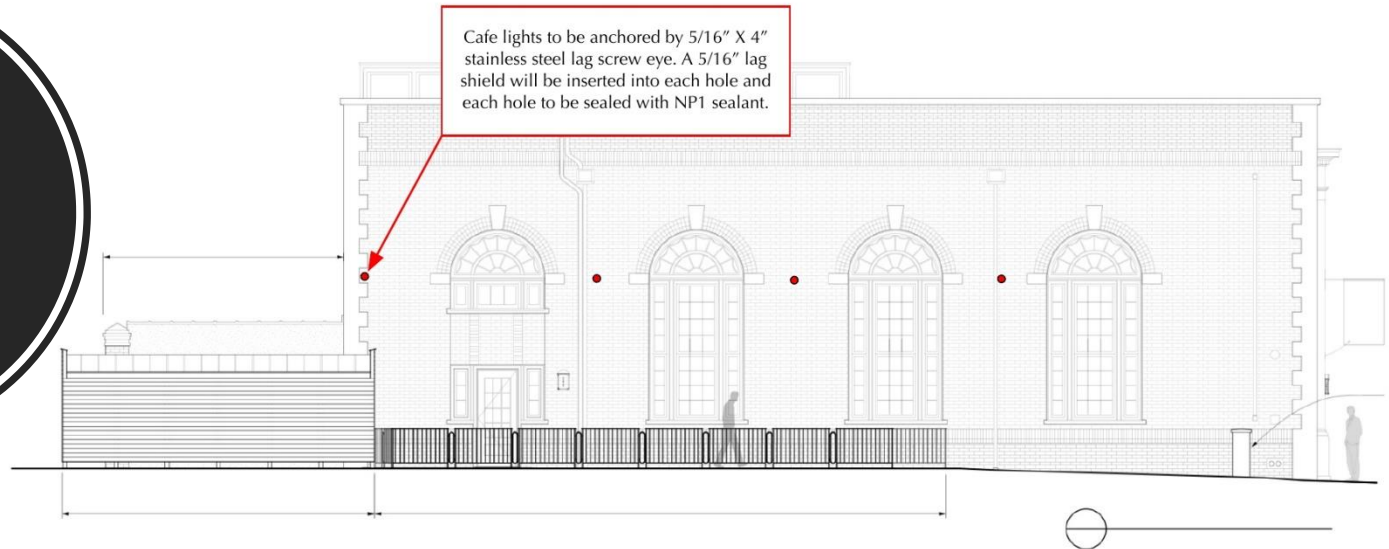 Cafe lights to be anchored by 5/16” X 4”
stainless steel lag screw eye. A 5/16” lag
shield will be inserted into each hole and
each hole to be sealed with NP1 sealant.